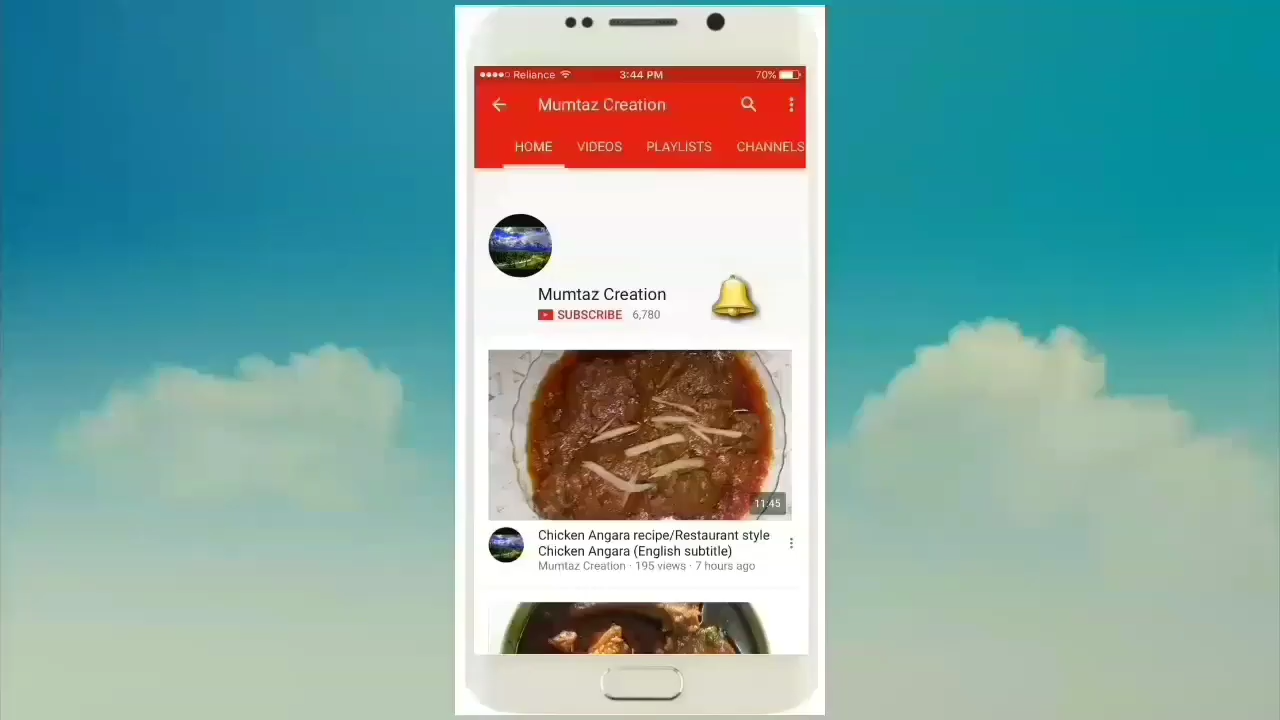 Reliance 3:44 PM 70%
Mumtaz Creation
HOME VIDEOS PLAYLISTS CHANNELS
Mumtaz Creation
SUBSCRIBE 6,780
11:45
Chicken Angara recipe/Restaurant style
Chicken Angara (English subtitle)
Mumtaz Creation · 195 views · 7 hours ago